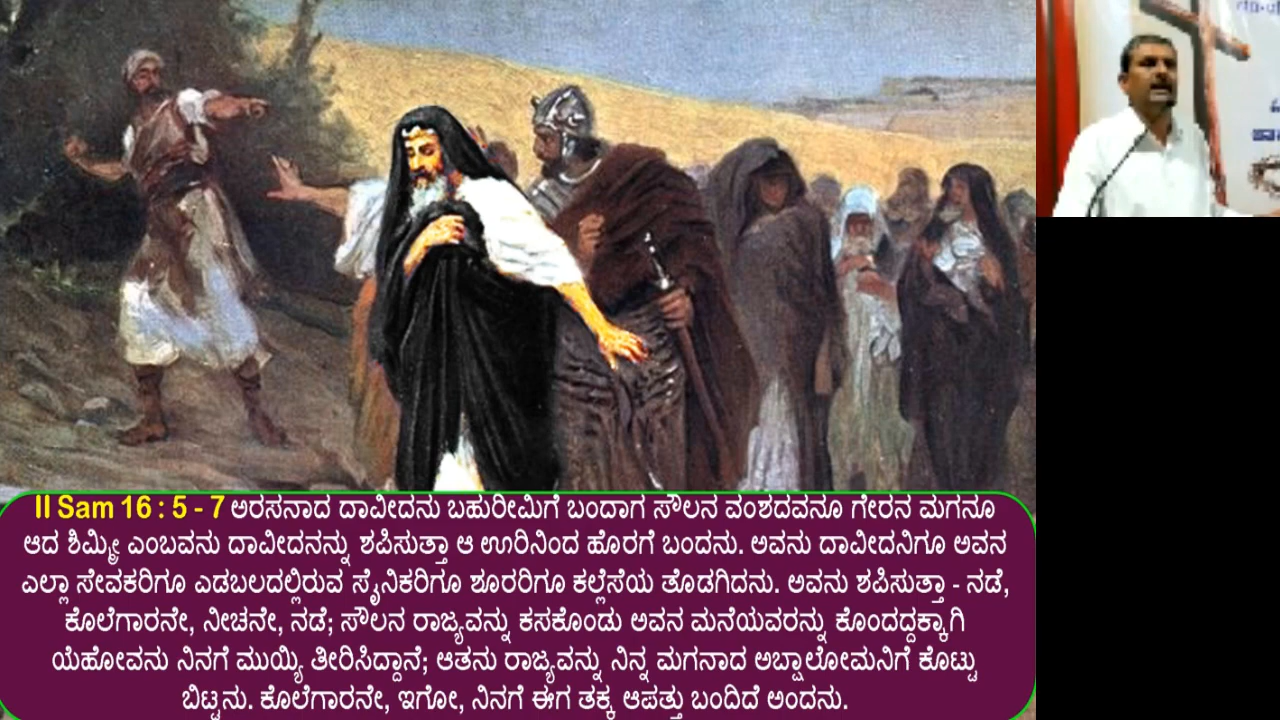 II Sam 16 : 5 - 7 ಅರಸನಾದ ದಾವೀದನು ಬಹುರೀಮಿಗೆ ಬಂದಾಗ ಸೌಲನ ವಂಶದವನೂ ಗೇರನ ಮಗನೂ
ಆದ ಶಿಮ್ಮೀ ಎಂಬವನು ದಾವೀದನನ್ನು ಶಪಿಸುತ್ತಾ ಆ ಊರಿನಿಂದ ಹೊರಗೆ ಬಂದನು. ಅವನು ದಾವೀದನಿಗೂ ಅವನ
ಎಲ್ಲಾ ಸೇವಕರಿಗೂ ಎಡಬಲದಲ್ಲಿರುವ ಸೈನಿಕರಿಗೂ ಶೂರರಿಗೂ ಕಲ್ಲೆಸೆಯ ತೊಡಗಿದನು. ಅವನು ಶಪಿಸುತ್ತಾ - ನಡೆ,
ಕೊಲೆಗಾರನೇ, ನೀಚನೇ, ನಡೆ; ಸೌಲನ ರಾಜ್ಯವನ್ನು ಕಸಕೊಂಡು ಅವನ ಮನೆಯವರನ್ನು ಕೊಂದದ್ದಕ್ಕಾಗಿ
ಯೆಹೋವನು ನಿನಗೆ ಮುಯ್ಯಿ ತೀರಿಸಿದ್ದಾನೆ; ಆತನು ರಾಜ್ಯವನ್ನು ನಿನ್ನ ಮಗನಾದ ಅಬ್ಷಾಲೋಮನಿಗೆ ಕೊಟ್ಟು
ಬಿಟ್ಟನು. ಕೊಲೆಗಾರನೇ, ಇಗೋ, ನಿನಗೆ ಈಗ ತಕ್ಕ ಆಪತ್ತು ಬಂದಿದೆ ಅಂದನು.